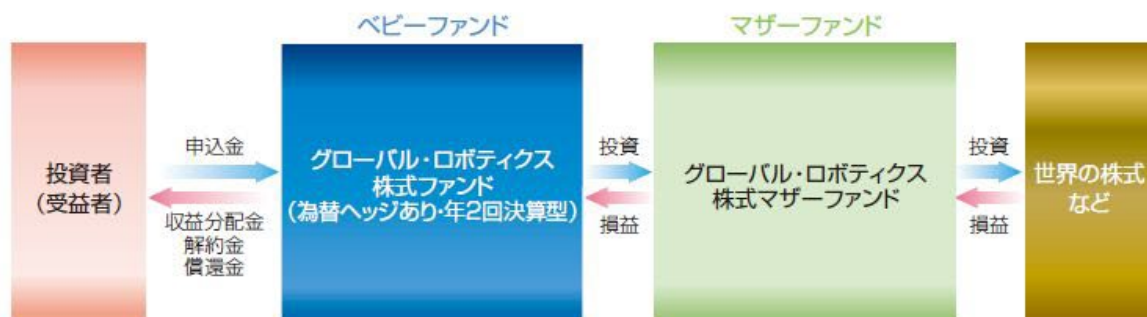 ベビーファンド
マザーファンド
投資者
（受益者）
申込金
収益分配金
解約金
償還金
グローバル・ロボティクス
株式ファンド
（為替ヘッジあり・年2回決算型）
投資
損益
グローバル・ロボティクス
株式マザーファンド
投資
損益
世界の株式
など